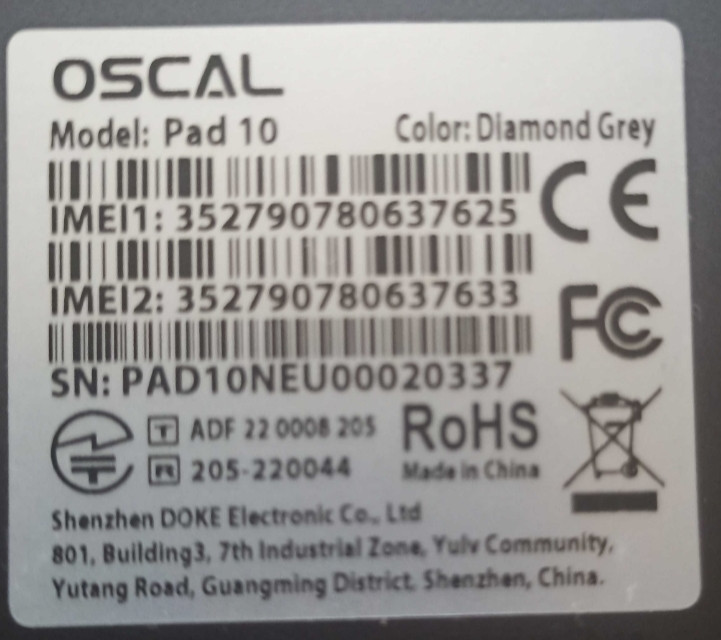 OSCAL
Model: Pad 10 Color: Diamond Grey
IMEI1: 352790780637625
IMEI2: 352790780637633
SN: PAD10NEU00020337
CE
FC
T ADF 22 0008 205
R 205-220044
RoHS
Made in China
Shenzhen DOKE Electronic Co., Ltd
801, Building3, 7th Industrial Zone, Yulv Community,
Yutang Road, Guangming District, Shenzhen, China.